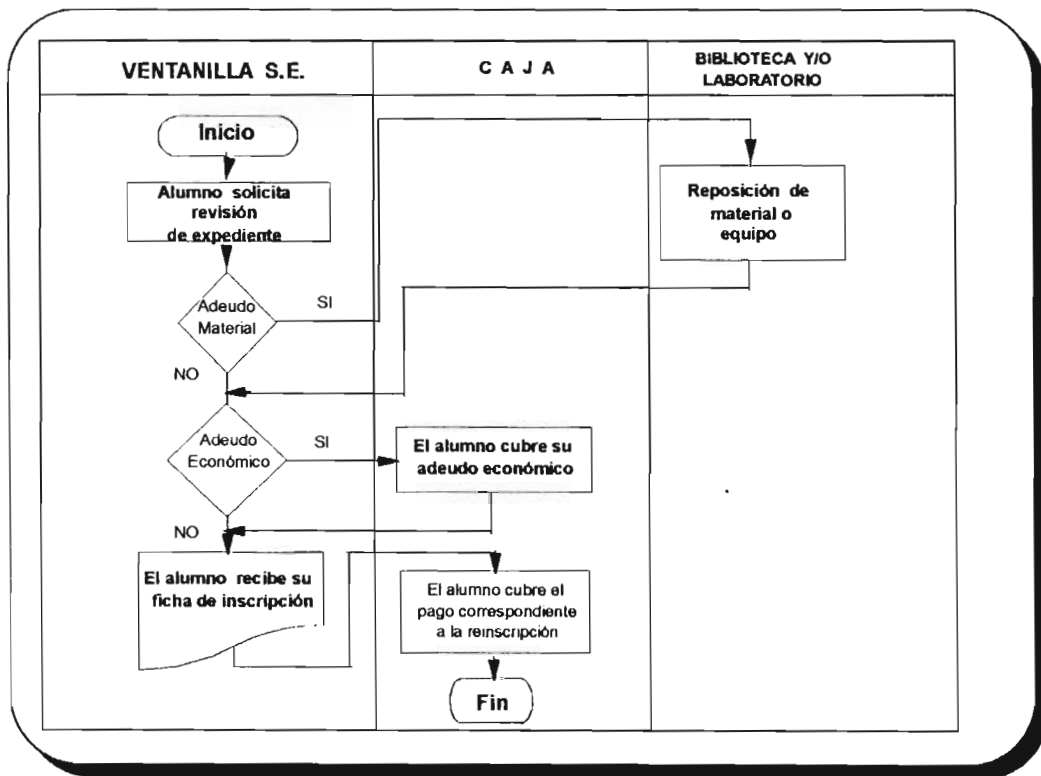 VENTANILLA S.E.
C A J A
BIBLIOTECA Y/O
LABORATORIO
Inicio
Alumno solicita
revisión
de expediente
Reposición de
material o
equipo
Adeudo
Material
SI
NO
Adeudo
Económico
SI
El alumno cubre su
adeudo económico
NO
El alumno recibe su
ficha de inscripción
El alumno cubre el
pago correspondiente
a la reinscripción
Fin